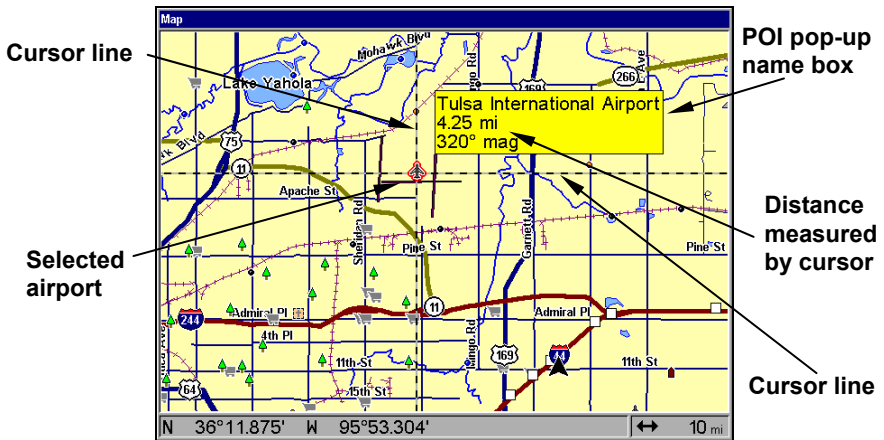 Map
Cursor line
Mohawk Blvd
POI pop-up
name box
Lake Yahola
266
169
Tulsa International Airport
4.25 mi
320° mag
75
11
Apache St
Sheridan Rd
Garnett Rd
Distance
measured
by cursor
Selected
airport
Pine St
Pine St
11
Admiral Pl
Admiral Pl
244
4th Pl
Mingo Rd
169
44
11th St
11th St
64
15th St
Cursor line
N 36°11.875' W 95°53.304'
10 mi